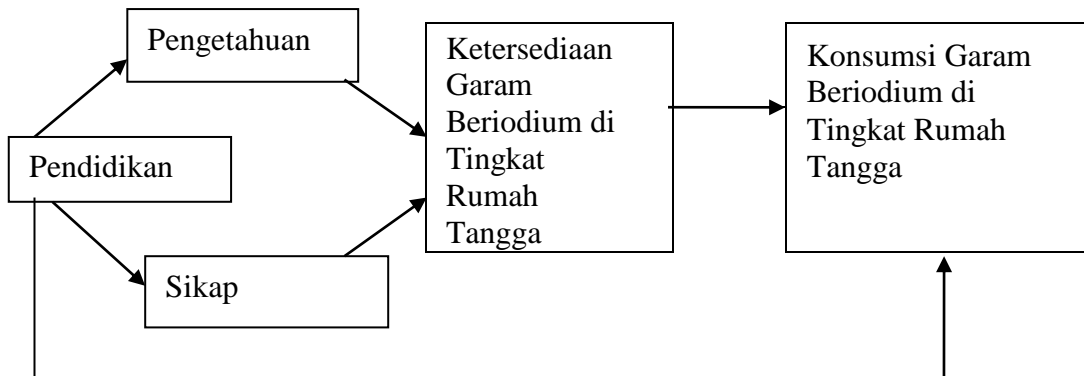 Pengetahuan
Pendidikan
Sikap
Ketersediaan
Garam
Beriodium di
Tingkat
Rumah
Tangga
Konsumsi Garam
Beriodium di
Tingkat Rumah
Tangga